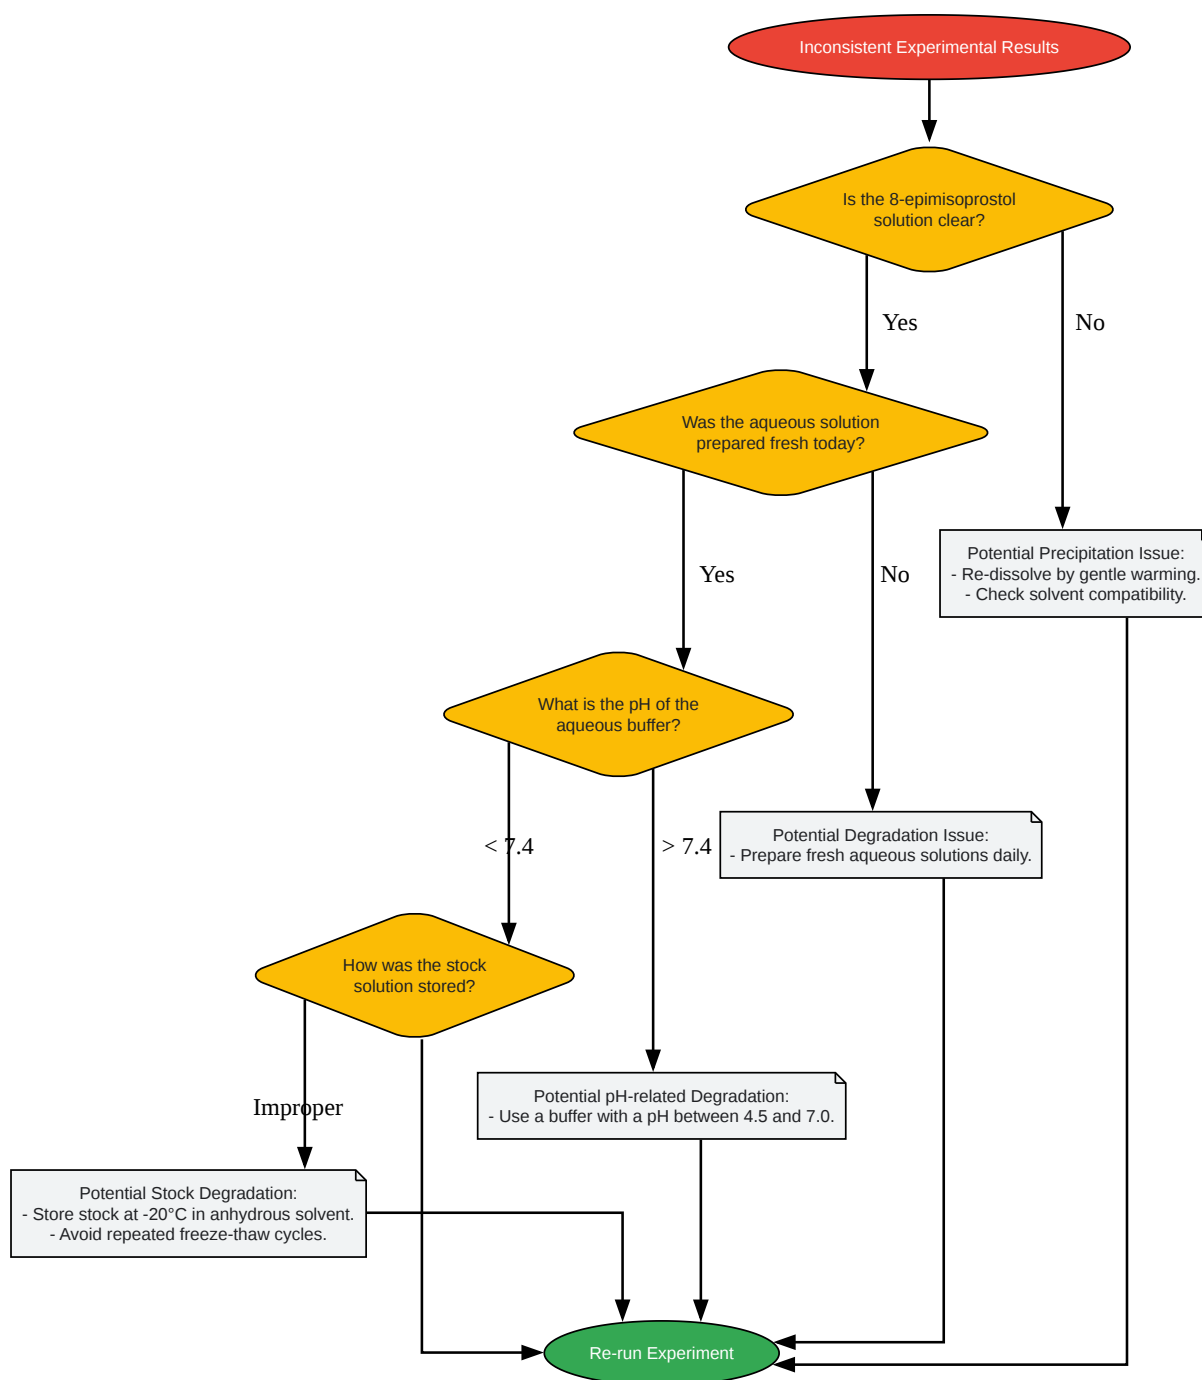 Inconsistent Experimental Results
Is the 8-epimisoprostol
solution clear?
Yes
No
Was the aqueous solution
prepared fresh today?
Potential Precipitation Issue:
- Re-dissolve by gentle warming.
- Check solvent compatibility.
Yes
No
What is the pH of the
aqueous buffer?
Potential Degradation Issue:
- Prepare fresh aqueous solutions daily.
< 7.4
> 7.4
How was the stock
solution stored?
Potential pH-related Degradation:
- Use a buffer with a pH between 4.5 and 7.0.
Improper
Potential Stock Degradation:
- Store stock at -20°C in anhydrous solvent.
- Avoid repeated freeze-thaw cycles.
Re-run Experiment